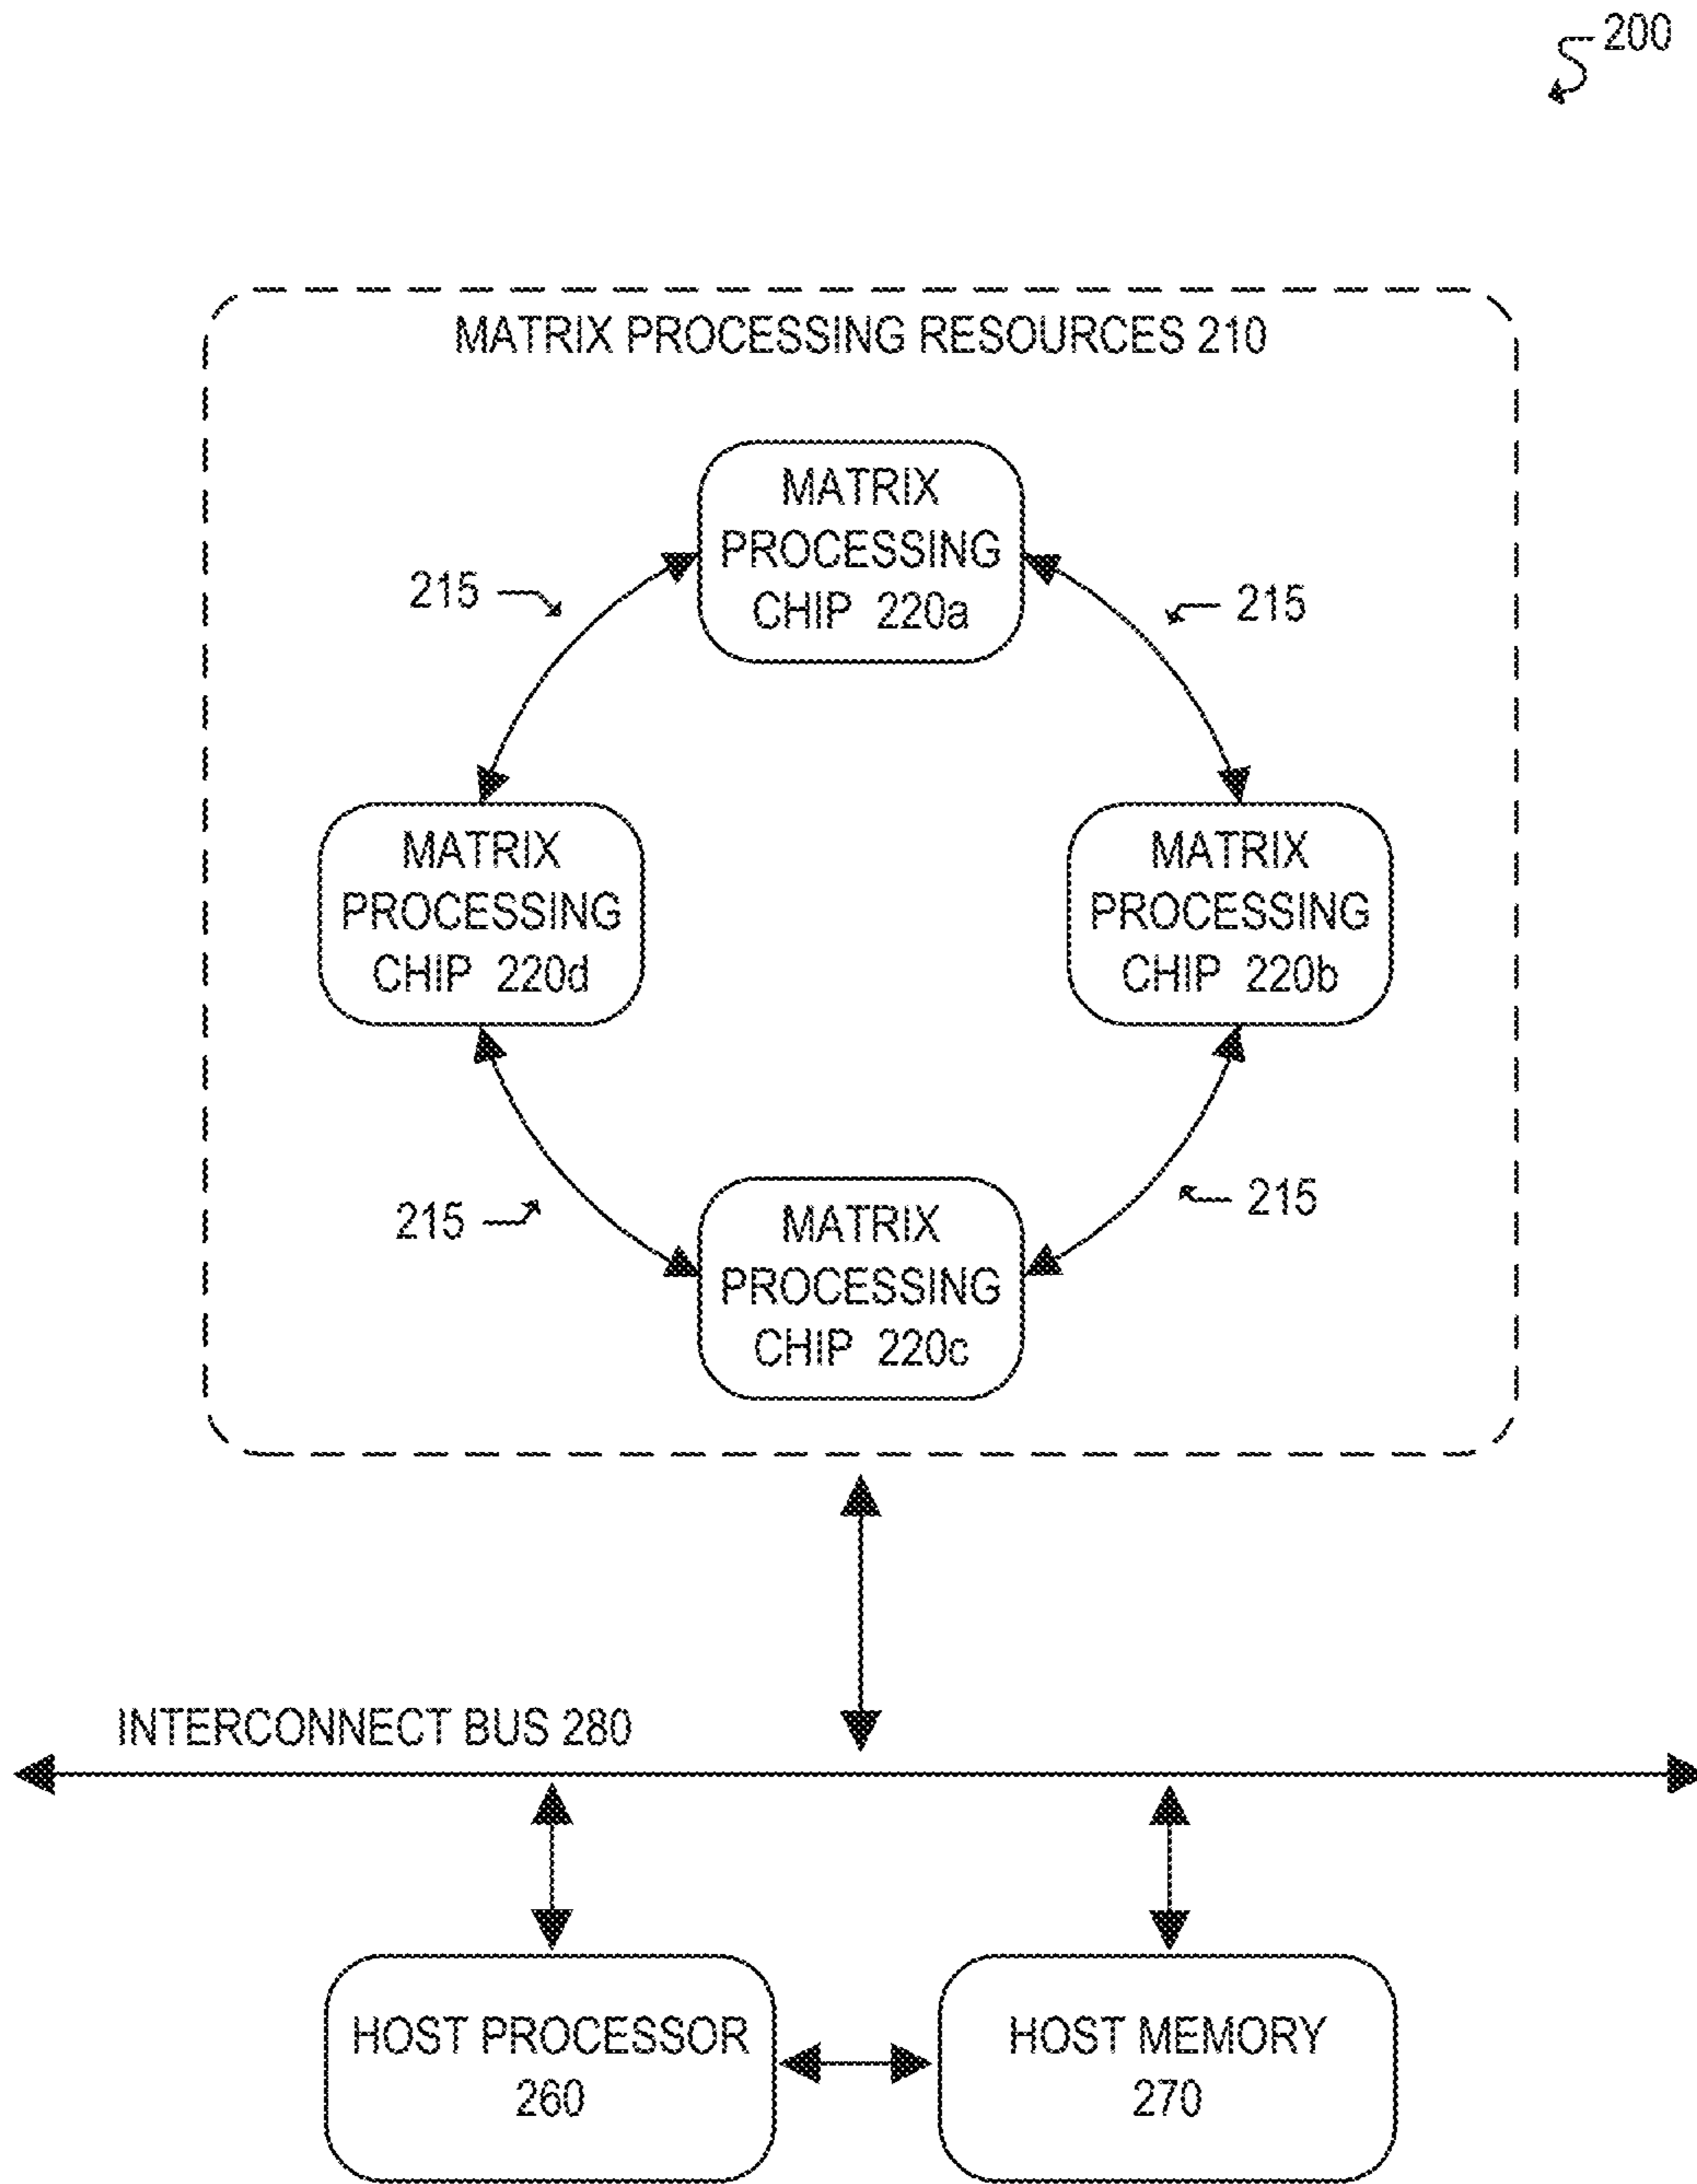 200
MATRIX PROCESSING RESOURCES 210
MATRIX
PROCESSING
CHIP 220a
215
215
MATRIX
PROCESSING
CHIP 220d
MATRIX
PROCESSING
CHIP 220b
215
215
MATRIX
PROCESSING
CHIP 220c
INTERCONNECT BUS 280
HOST PROCESSOR
260
HOST MEMORY
270